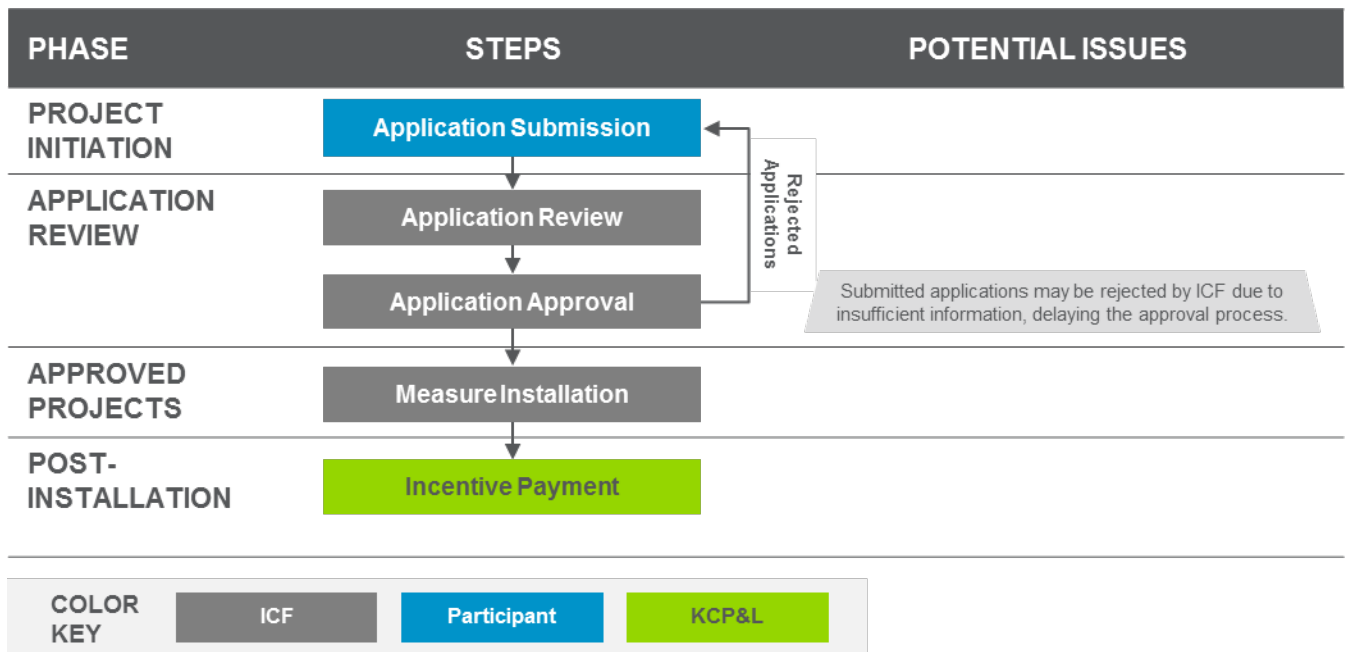 PHASE
STEPS
POTENTIAL ISSUES
PROJECT
INITIATION
Application Submission
Rejected
Applications
APPLICATION
REVIEW
Application Review
Application Approval
Submitted applications may be rejected by ICF due to
insufficient information, delaying the approval process.
APPROVED
PROJECTS
Measure Installation
POST-
INSTALLATION
Incentive Payment
COLOR
KEY
ICF
Participant
KCP&L